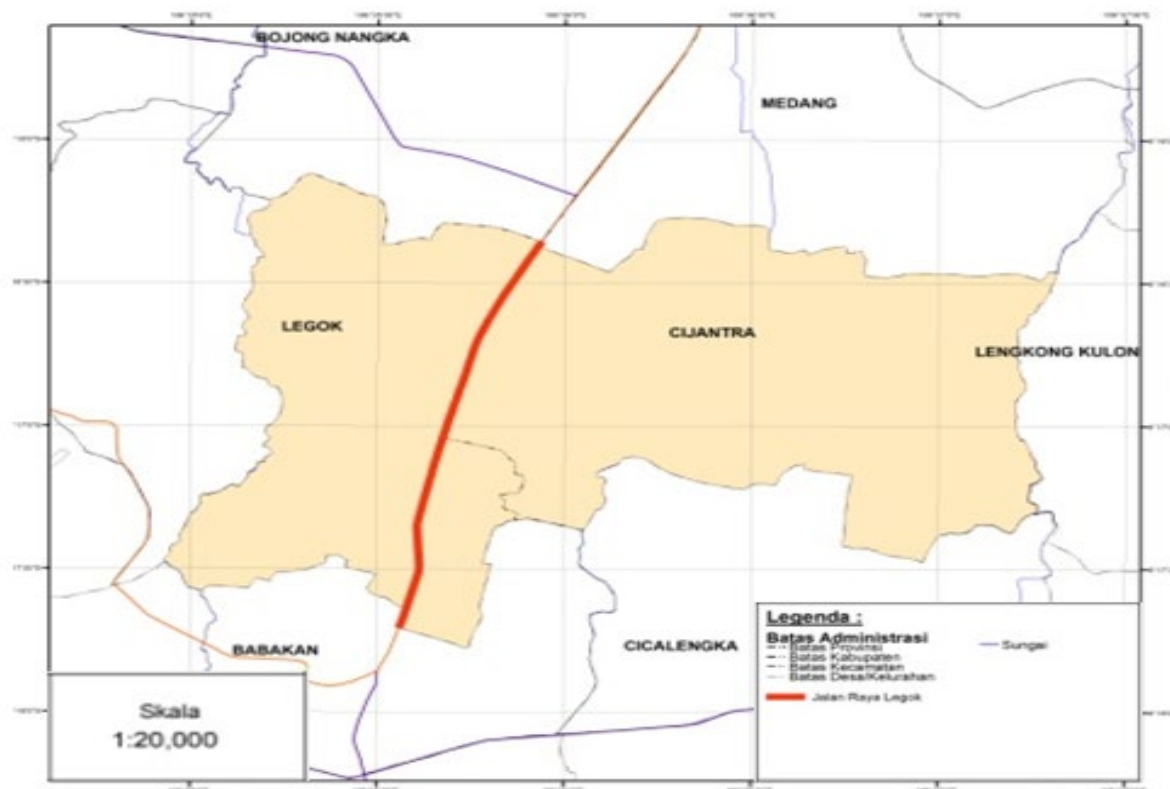 BOJONG NANGKA
MEDANG
LEGOK
CIJANTRA
LENGKONG KULON
BABAKAN
CICALENGKA
Skala
1:20,000
Legenda :
Batas Administrasi
Batas Provinsi
Batas Kabupaten
Batas Kecamatan
Batas Desa/Kelurahan
Sungai
Jalan Raya Legok